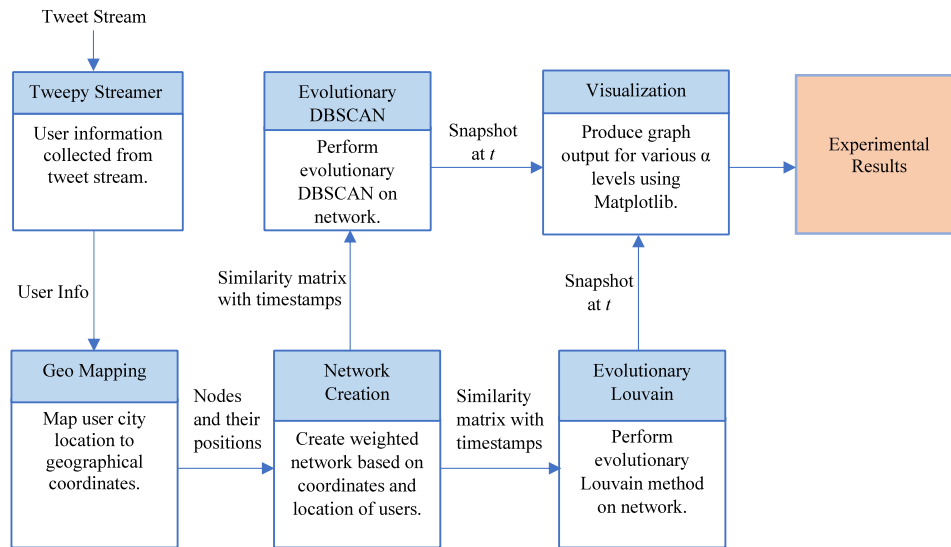 Tweet Stream
Tweepy Streamer
User information
collected from
tweet stream.
User Info
Geo Mapping
Map user city
location to
geographical
coordinates.
Nodes
and their
positions
Network
Creation
Create weighted
network based on
coordinates and
location of users.
Similarity matrix
with timestamps
Evolutionary
DBSCAN
Perform
evolutionary
DBSCAN on
network.
Snapshot
at t
Similarity
matrix with
timestamps
Evolutionary
Louvain
Perform
evolutionary
Louvain method
on network.
Snapshot
at t
Visualization
Produce graph
output for various α
levels using
Matplotlib.
Experimental
Results